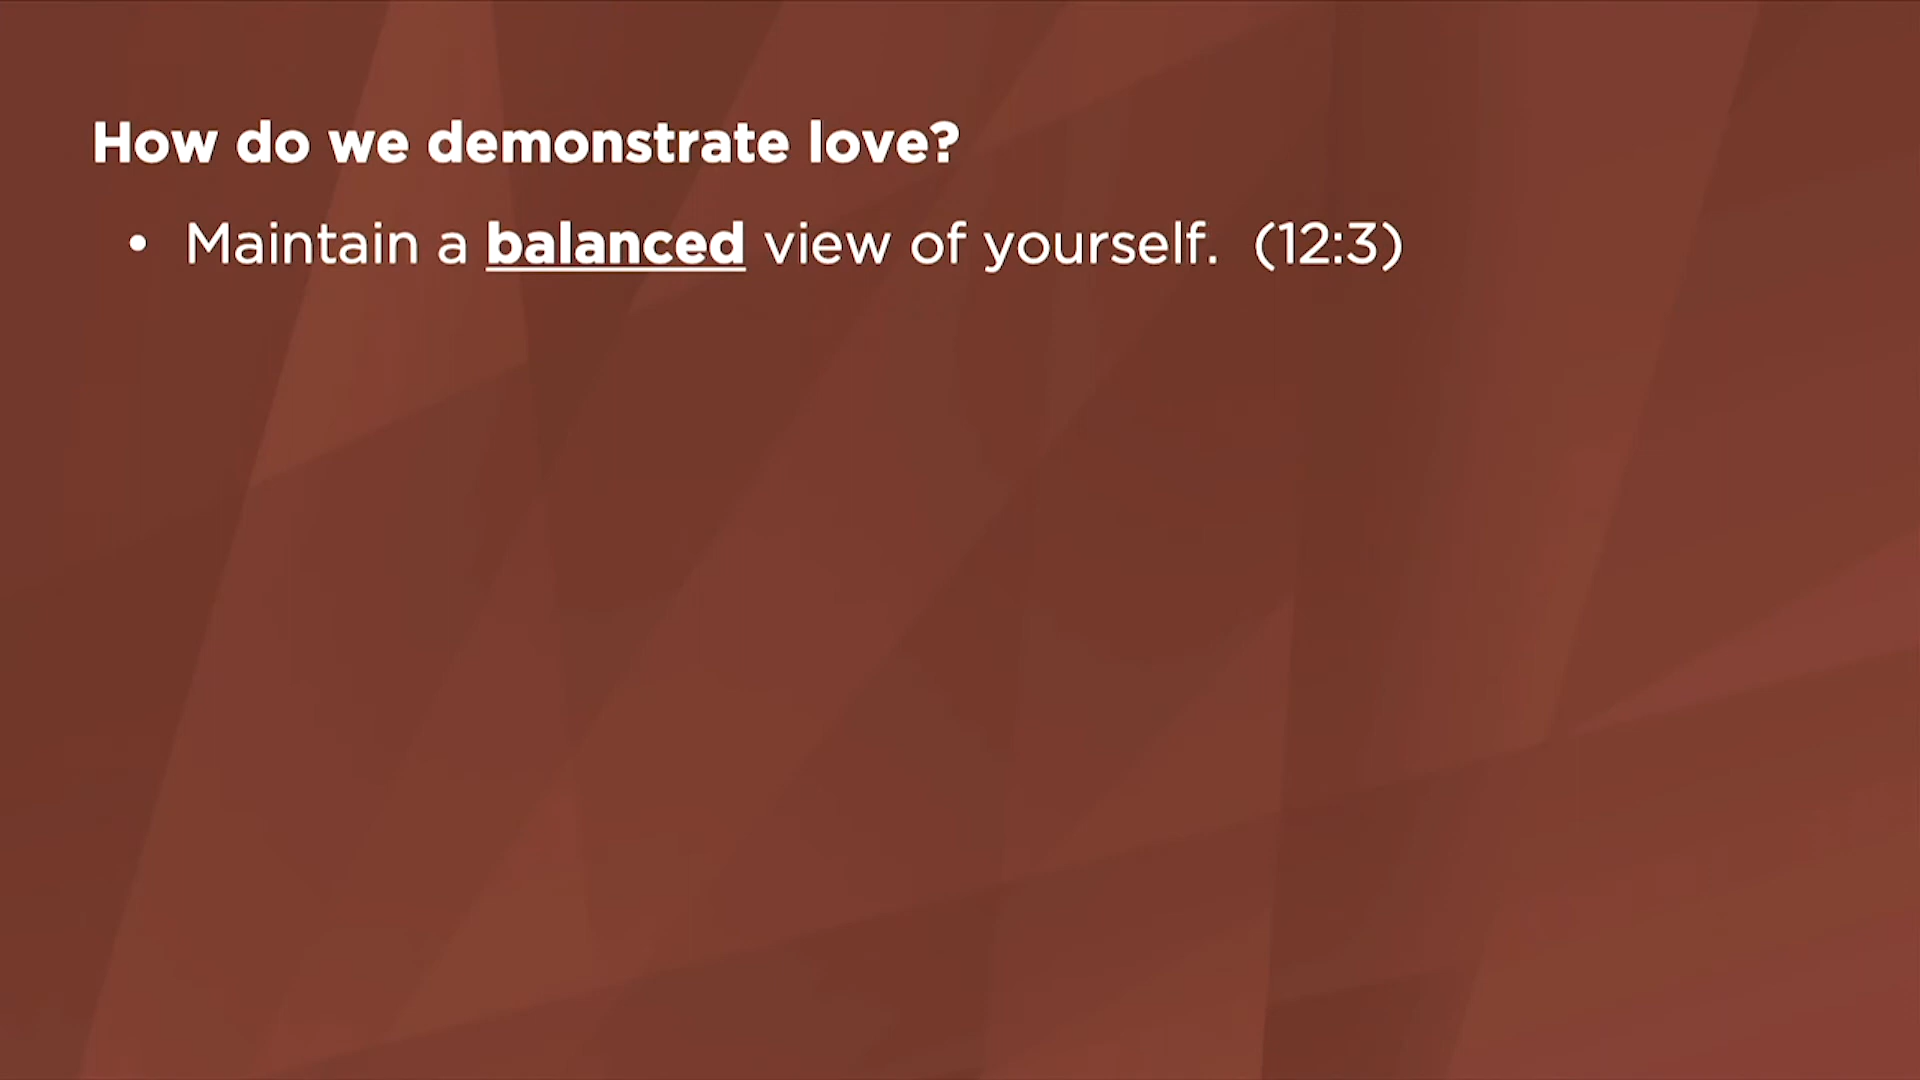 How do we demonstrate love?
• Maintain a balanced view of yourself. (12:3)